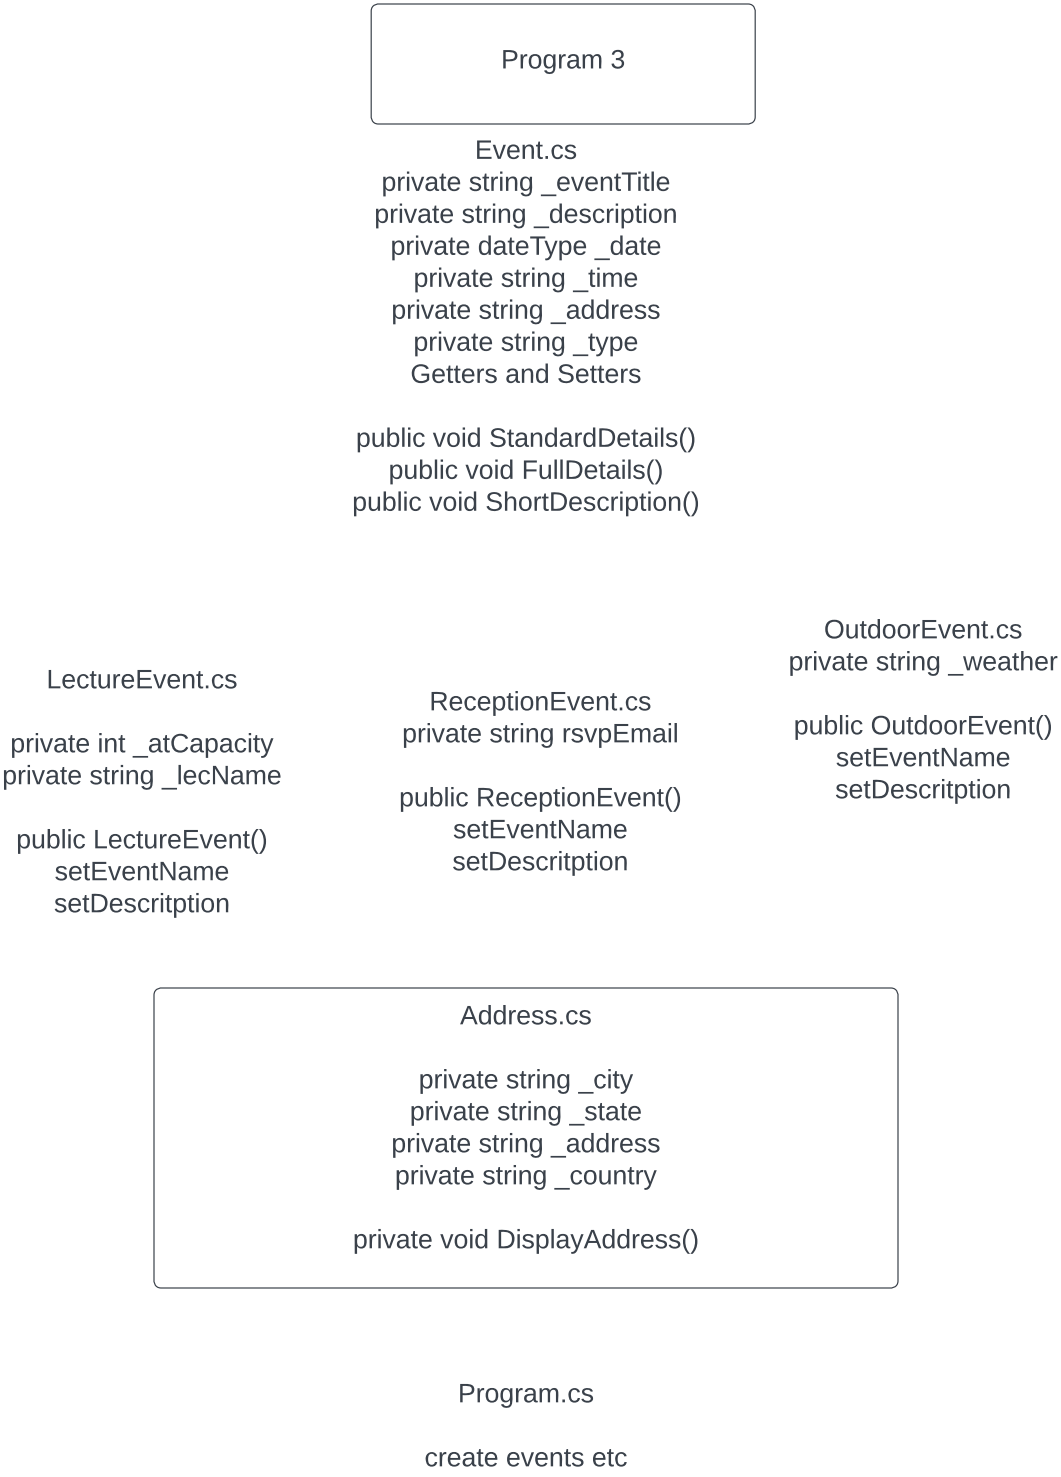 Program 3
Event.cs
private string _eventTitle
private string _description
private dateType _date
private string _time
private string _address
private string _type
Getters and Setters
public void StandardDetails()
public void FullDetails()
public void ShortDescription()
LectureEvent.cs
private int _atCapacity
private string _lecName
public LectureEvent()
setEventName
setDescritption
ReceptionEvent.cs
private string rsvpEmail
public ReceptionEvent()
setEventName
setDescritption
OutdoorEvent.cs
private string _weather
public OutdoorEvent()
setEventName
setDescritption
Address.cs
private string _city
private string _state
private string _address
private string _country
private void DisplayAddress()
Program.cs
create events etc